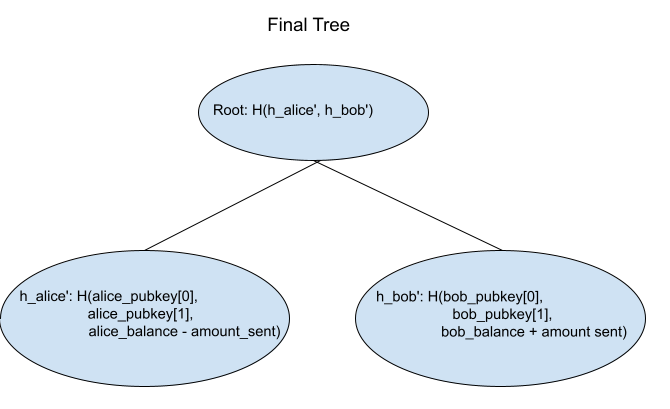 Final Tree
Root: H(h_alice', h_bob')
h_alice': H(alice_pubkey[0],
alice_pubkey[1],
alice_balance - amount_sent)
h_bob': H(bob_pubkey[0],
bob_pubkey[1],
bob_balance + amount sent)